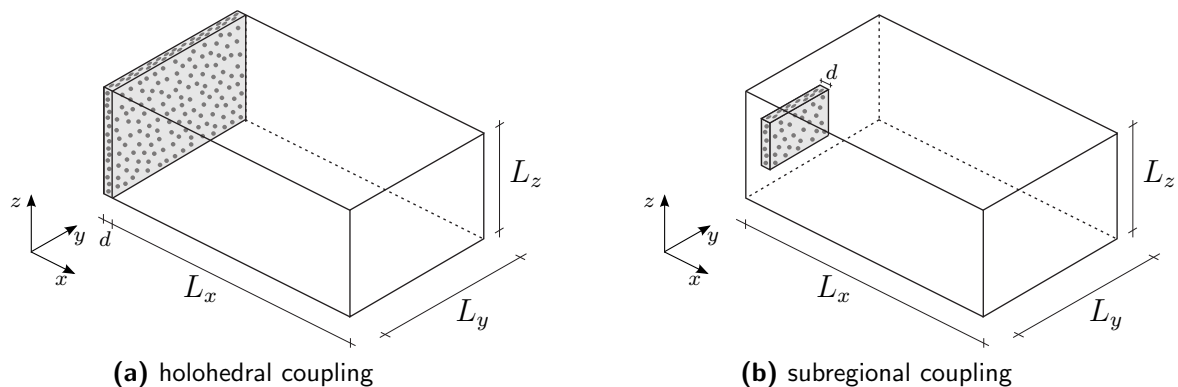 d
L_z
z
y
x
d
L_x
L_y
(a) holohedral coupling
d
L_z
z
y
x
L_x
L_y
(b) subregional coupling